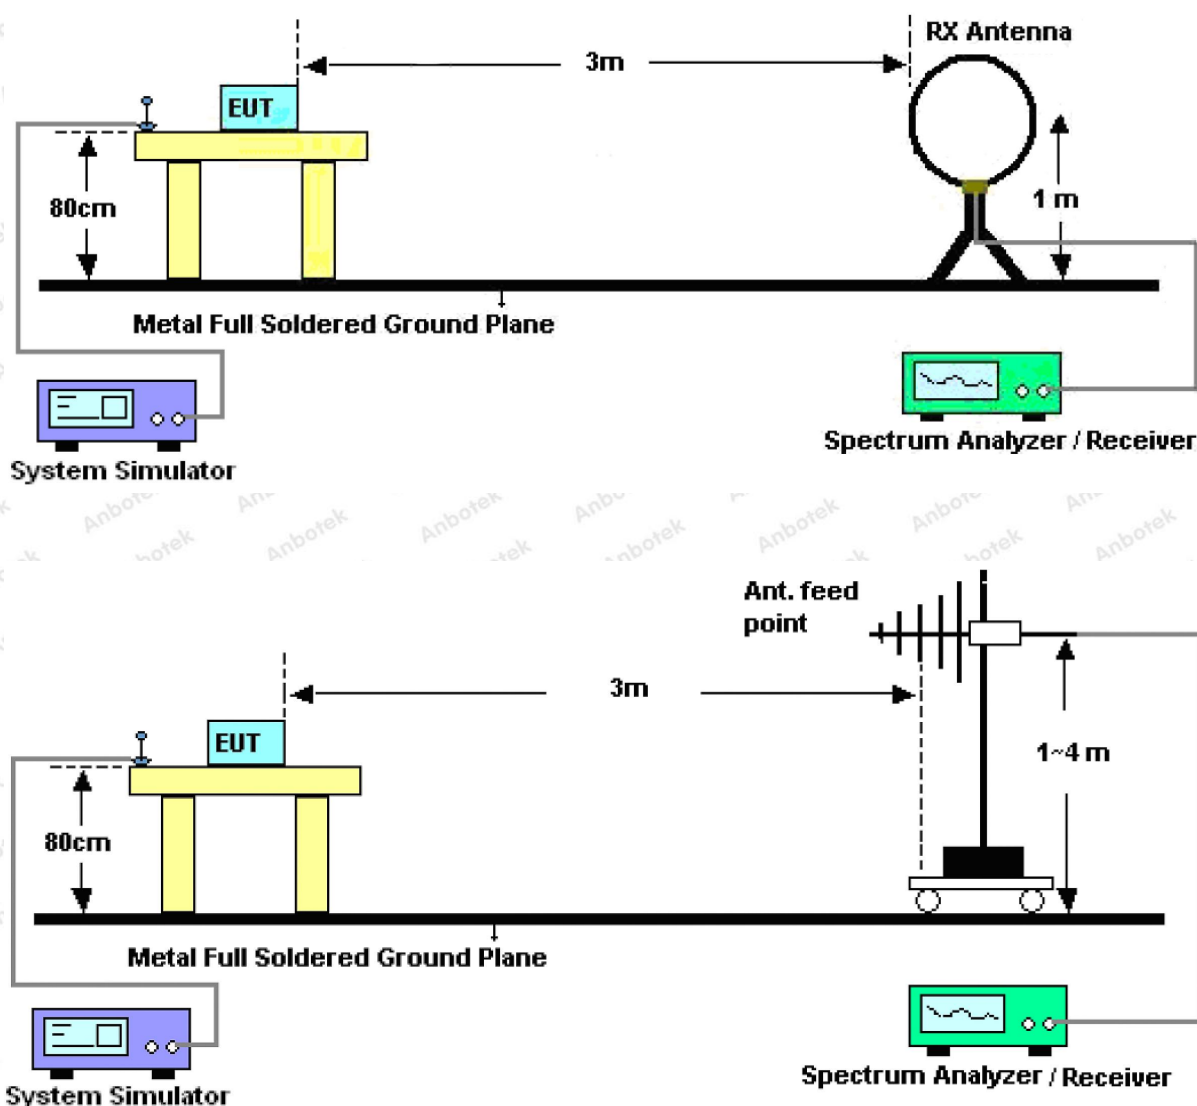 RX Antenna
3m
EUT
80cm
1 m
Metal Full Soldered Ground Plane
System Simulator
Spectrum Analyzer / Receiver
Anbotek
Anbotek
Anbotek
Anbotek
Anbotek
Anbotek
Ant. feed
point
3m
EUT
1~4 m
80cm
Metal Full Soldered Ground Plane
System Simulator
Spectrum Analyzer / Receiver